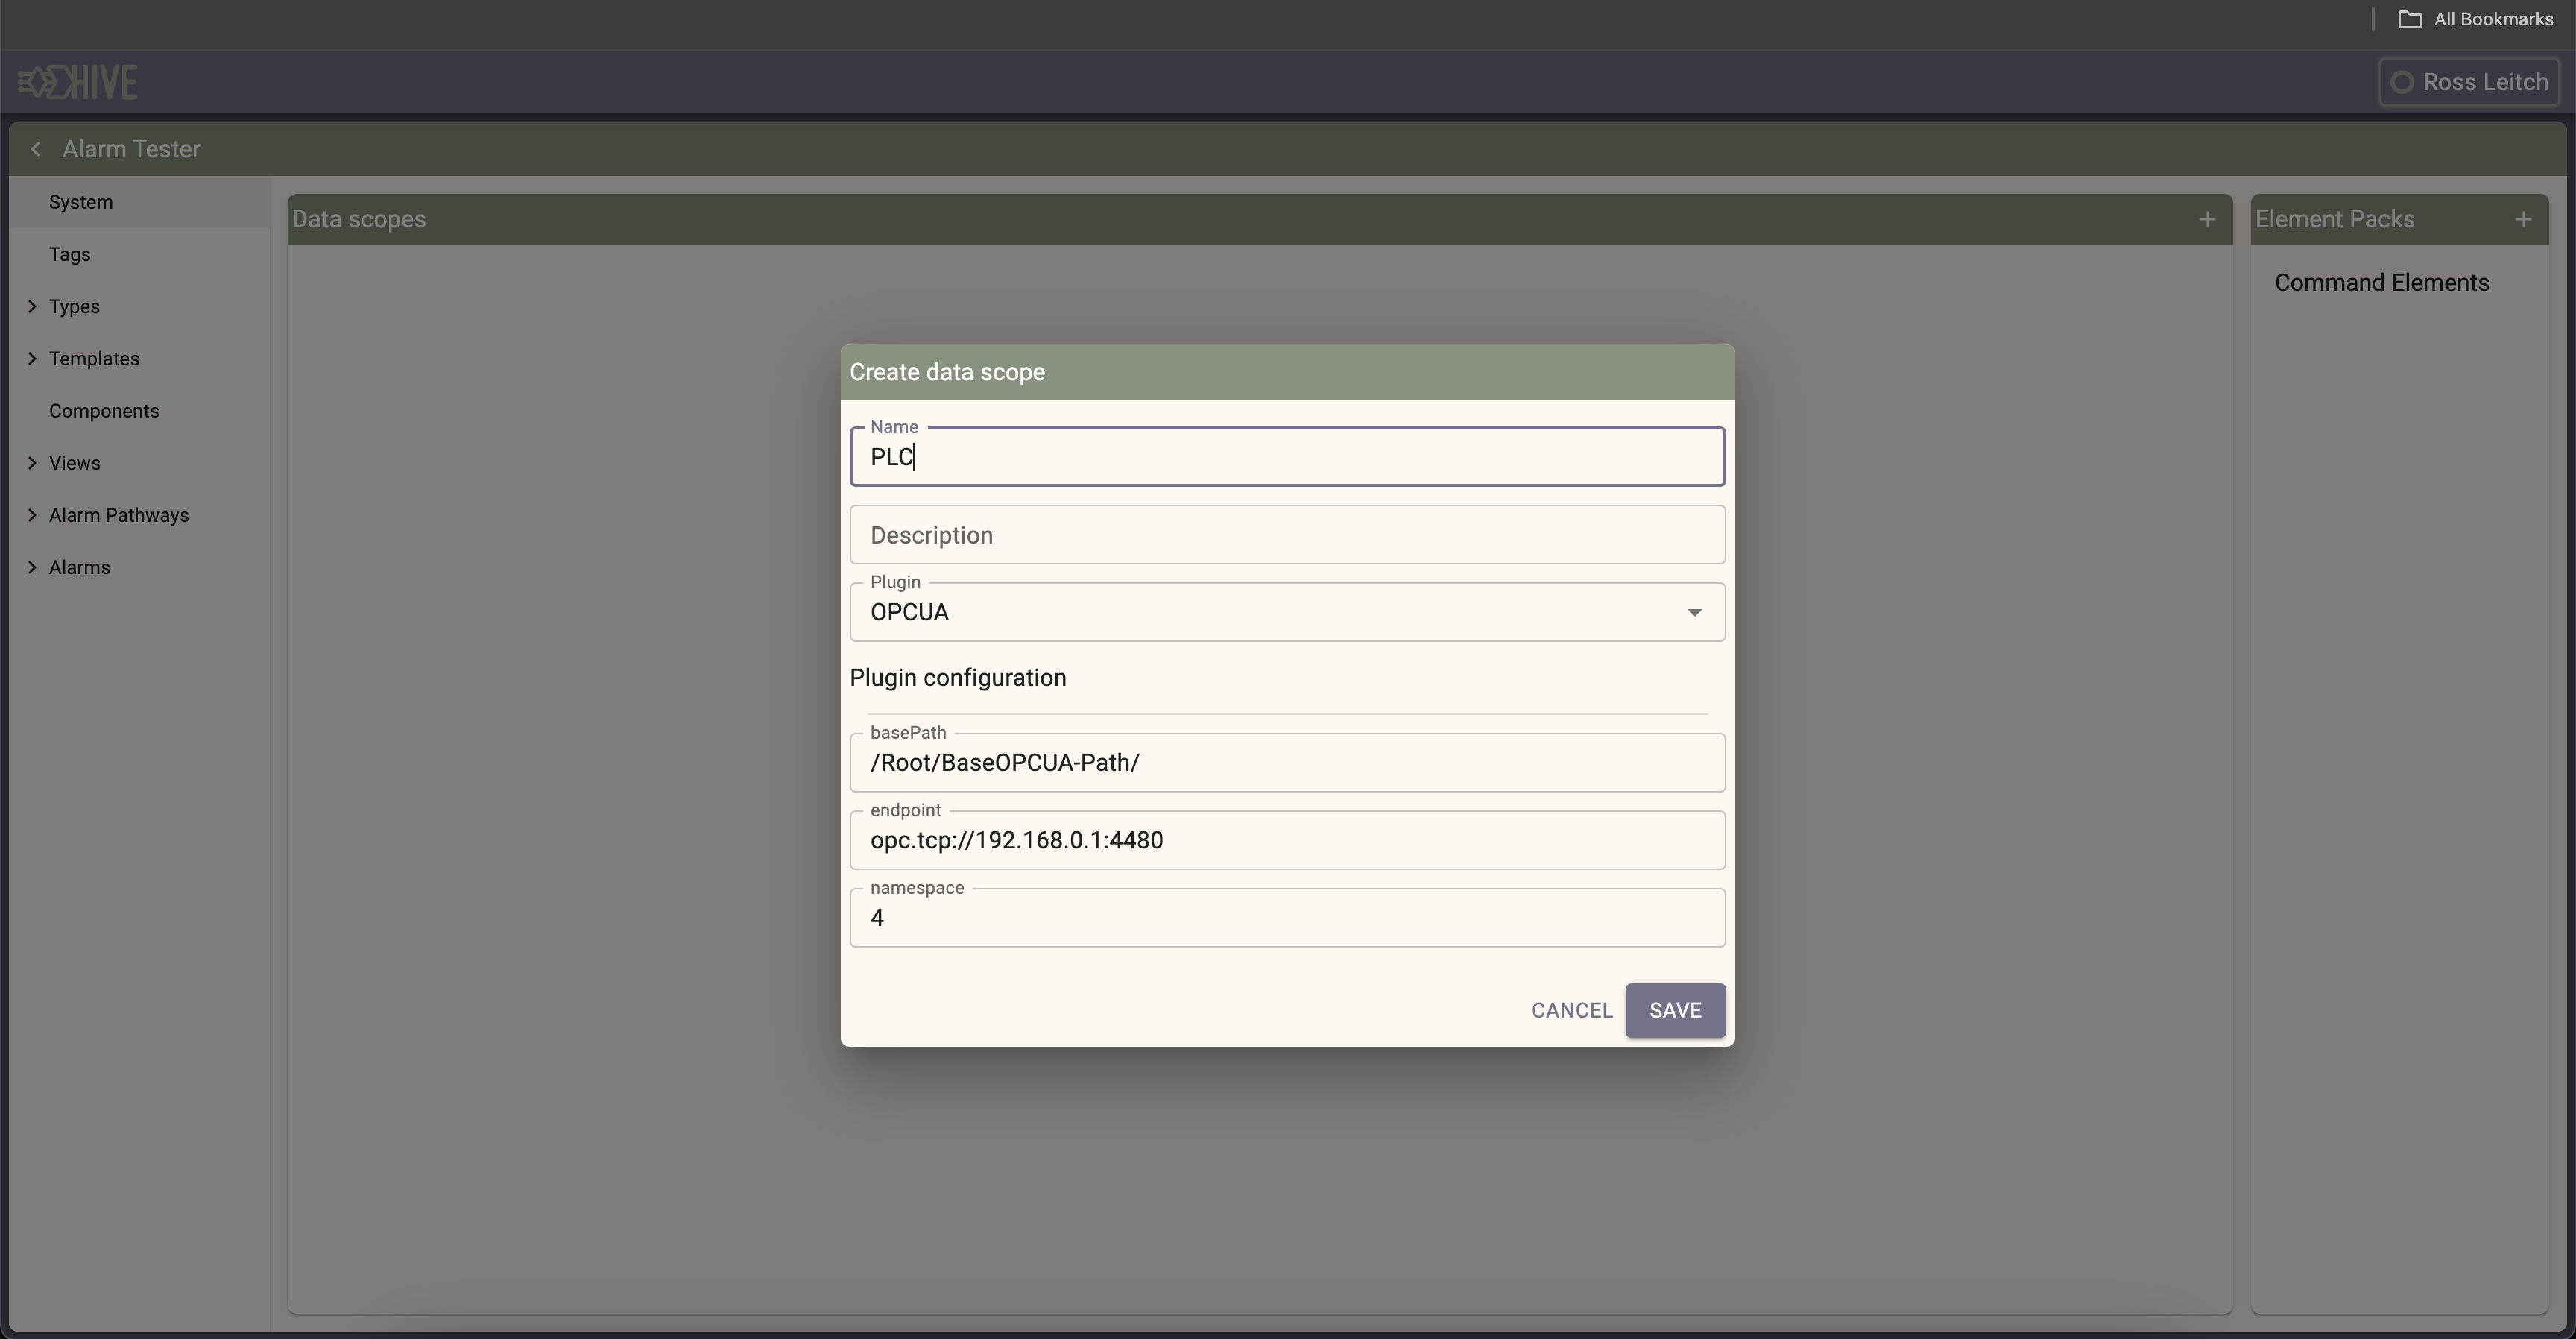 All Bookmarks
HIVE
Ross Leitch
Alarm Tester
System
Tags
Types
Templates
Components
Views
Alarm Pathways
Alarms
Data scopes
Element Packs
Command Elements
Create data scope
Name
PLC
Description
Plugin
OPCUA
Plugin configuration
basePath
/Root/BaseOPCUA-Path/
endpoint
opc.tcp://192.168.0.1:4480
namespace
4
CANCEL
SAVE